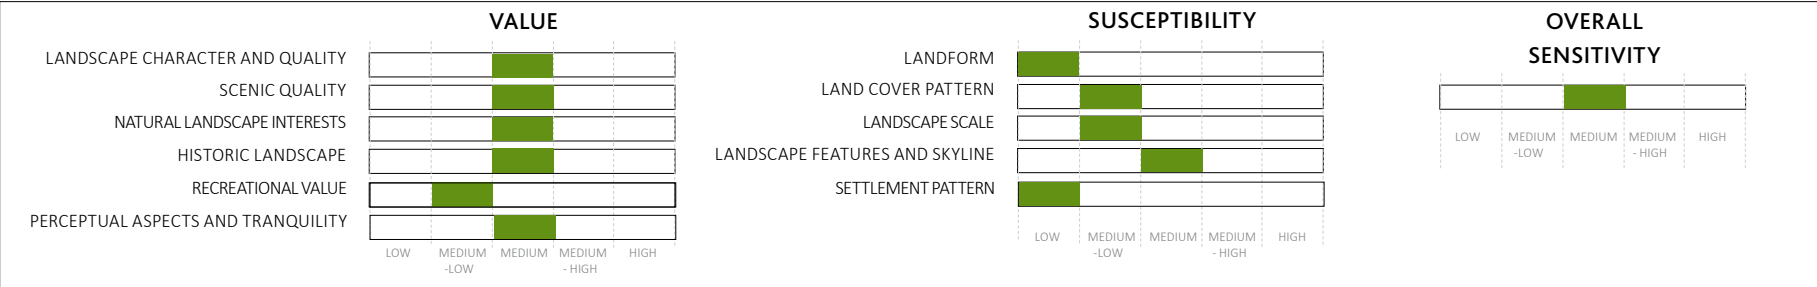 VALUE
LANDSCAPE CHARACTER AND QUALITY
SCENIC QUALITY
NATURAL LANDSCAPE INTERESTS
HISTORIC LANDSCAPE
RECREATIONAL VALUE
PERCEPTUAL ASPECTS AND TRANQUILITY
LOW MEDIUM MEDIUM MEDIUM HIGH
-LOW - HIGH
SUSCEPTIBILITY
LANDFORM
LAND COVER PATTERN
LANDSCAPE SCALE
LANDSCAPE FEATURES AND SKYLINE
SETTLEMENT PATTERN
LOW MEDIUM MEDIUM MEDIUM HIGH
-LOW - HIGH
OVERALL
SENSITIVITY
LOW MEDIUM MEDIUM MEDIUM HIGH
-LOW - HIGH